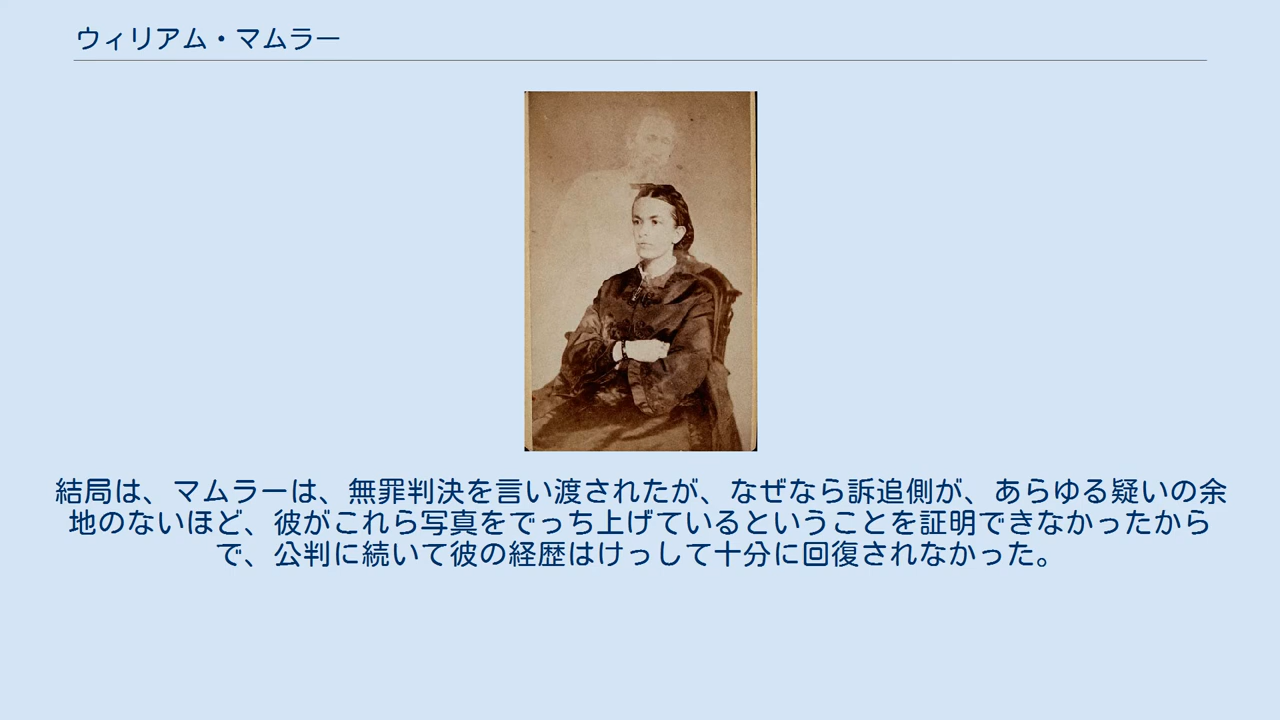 ウィリアム・マムラー
結局は、マムラーは、無罪判決を言い渡されたが、なぜなら訴追側が、あらゆる疑いの余
地のないほど、彼がこれら写真をでっち上げているということを証明できなかったから
で、公判に続いて彼の経歴はけっして十分に回復されなかった。